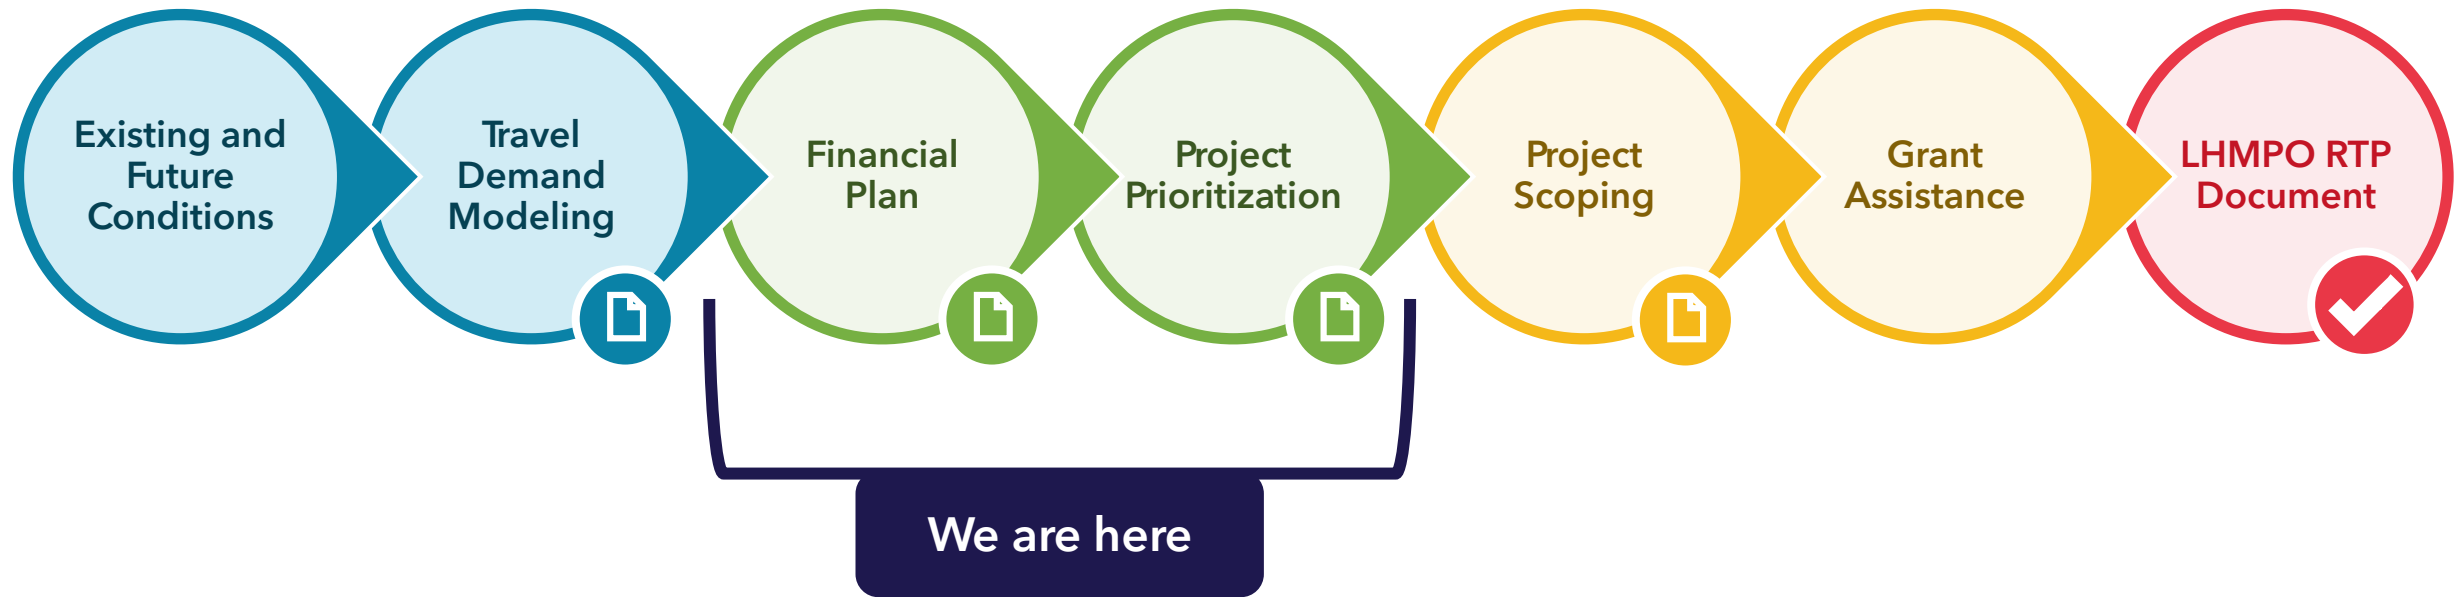 Existing and
Future
Conditions
Travel
Demand
Modeling
Financial
Plan
Project
Prioritization
Project
Scoping
Grant
Assistance
LHMPO RTP
Document
We are here